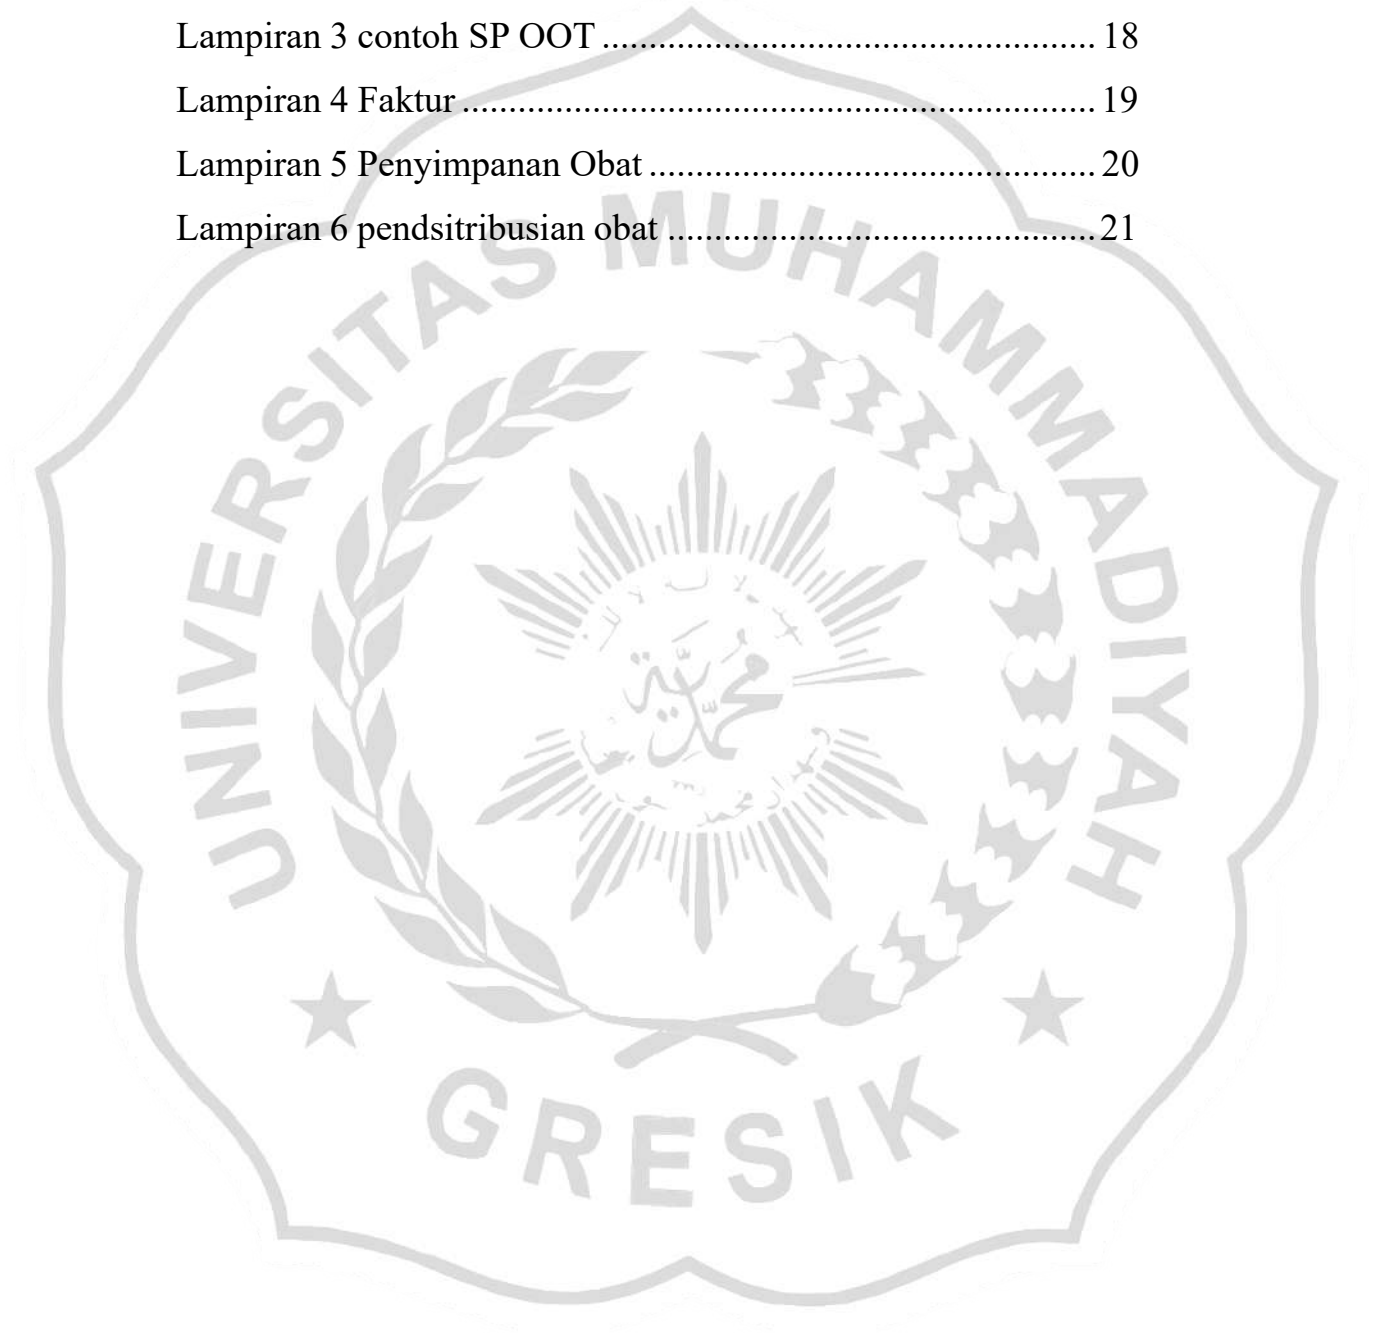 Lampiran 3 contoh SP OOT ..................................................... 18
Lampiran 4 Faktur .................................................................... 19
Lampiran 5 Penyimpanan Obat ................................................ 20
Lampiran 6 pendsitribusian obat .............................................. 21
UNIVERSITAS MUHAMMADIYAH
محمدية
GRESIK